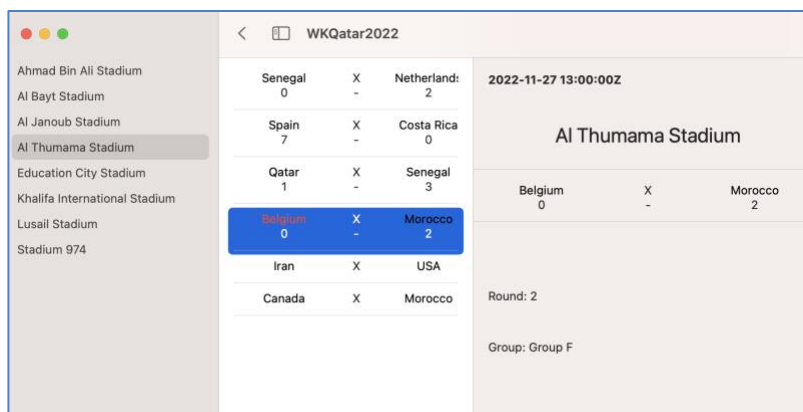 WKQatar2022
Ahmad Bin Ali Stadium
Al Bayt Stadium
Al Janoub Stadium
Al Thumama Stadium
Education City Stadium
Khalifa International Stadium
Lusail Stadium
Stadium 974
Senegal X Netherlands
0 - 2
Spain X Costa Rica
7 - 0
Qatar X Senegal
1 - 3
Belgium X Morocco
0 - 2
Iran X USA
Canada X Morocco
2022-11-27 13:00:00Z
Al Thumama Stadium
Belgium X Morocco
0 - 2
Round: 2
Group: Group F